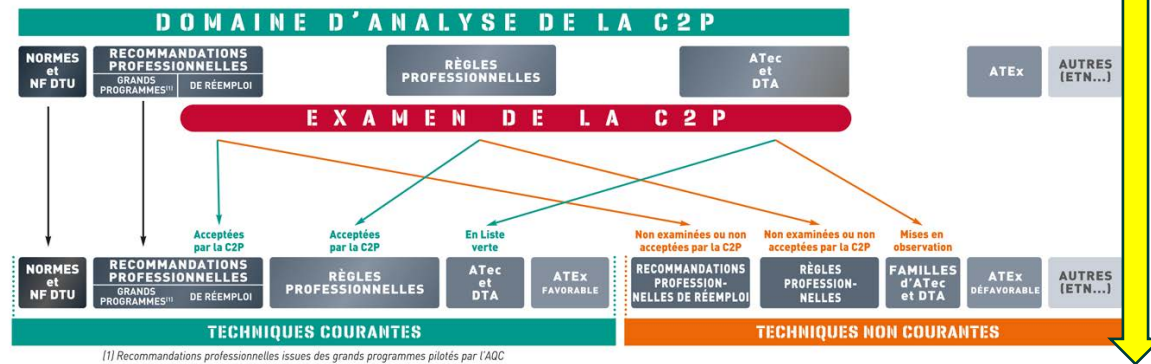 DOMAINE D'ANALYSE DE LA C2P
NORMES
et
NF DTU
RECOMMANDATIONS
PROFESSIONNELLES
GRANDS
PROGRAMMES(1)
DE RÉEMPLOI
RÈGLES
PROFESSIONNELLES
ATec
et
DTA
ATEx
AUTRES
(ETN...)
EXAMEN DE LA C2P
Acceptées
par la C2P
Acceptées
par la C2P
En Liste
verte
Non examinées ou non
acceptées par la C2P
Non examinées ou non
acceptées par la C2P
Mises en
observation
NORMES
et
NF DTU
RECOMMANDATIONS
PROFESSIONNELLES
GRANDS
PROGRAMMES(1)
DE RÉEMPLOI
RÈGLES
PROFESSIONNELLES
ATec
et
DTA
ATEx
FAVORABLE
RECOMMANDATIONS
PROFESSION-
NELLES DE RÉEMPLOI
RÈGLES
PROFESSION-
NELLES
FAMILLES
d'ATec
et DTA
ATEx
DÉFAVORABLE
AUTRES
(ETN...)
TECHNIQUES COURANTES
TECHNIQUES NON COURANTES
(1) Recommandations professionnelles issues des grands programmes pilotés par l'AQC